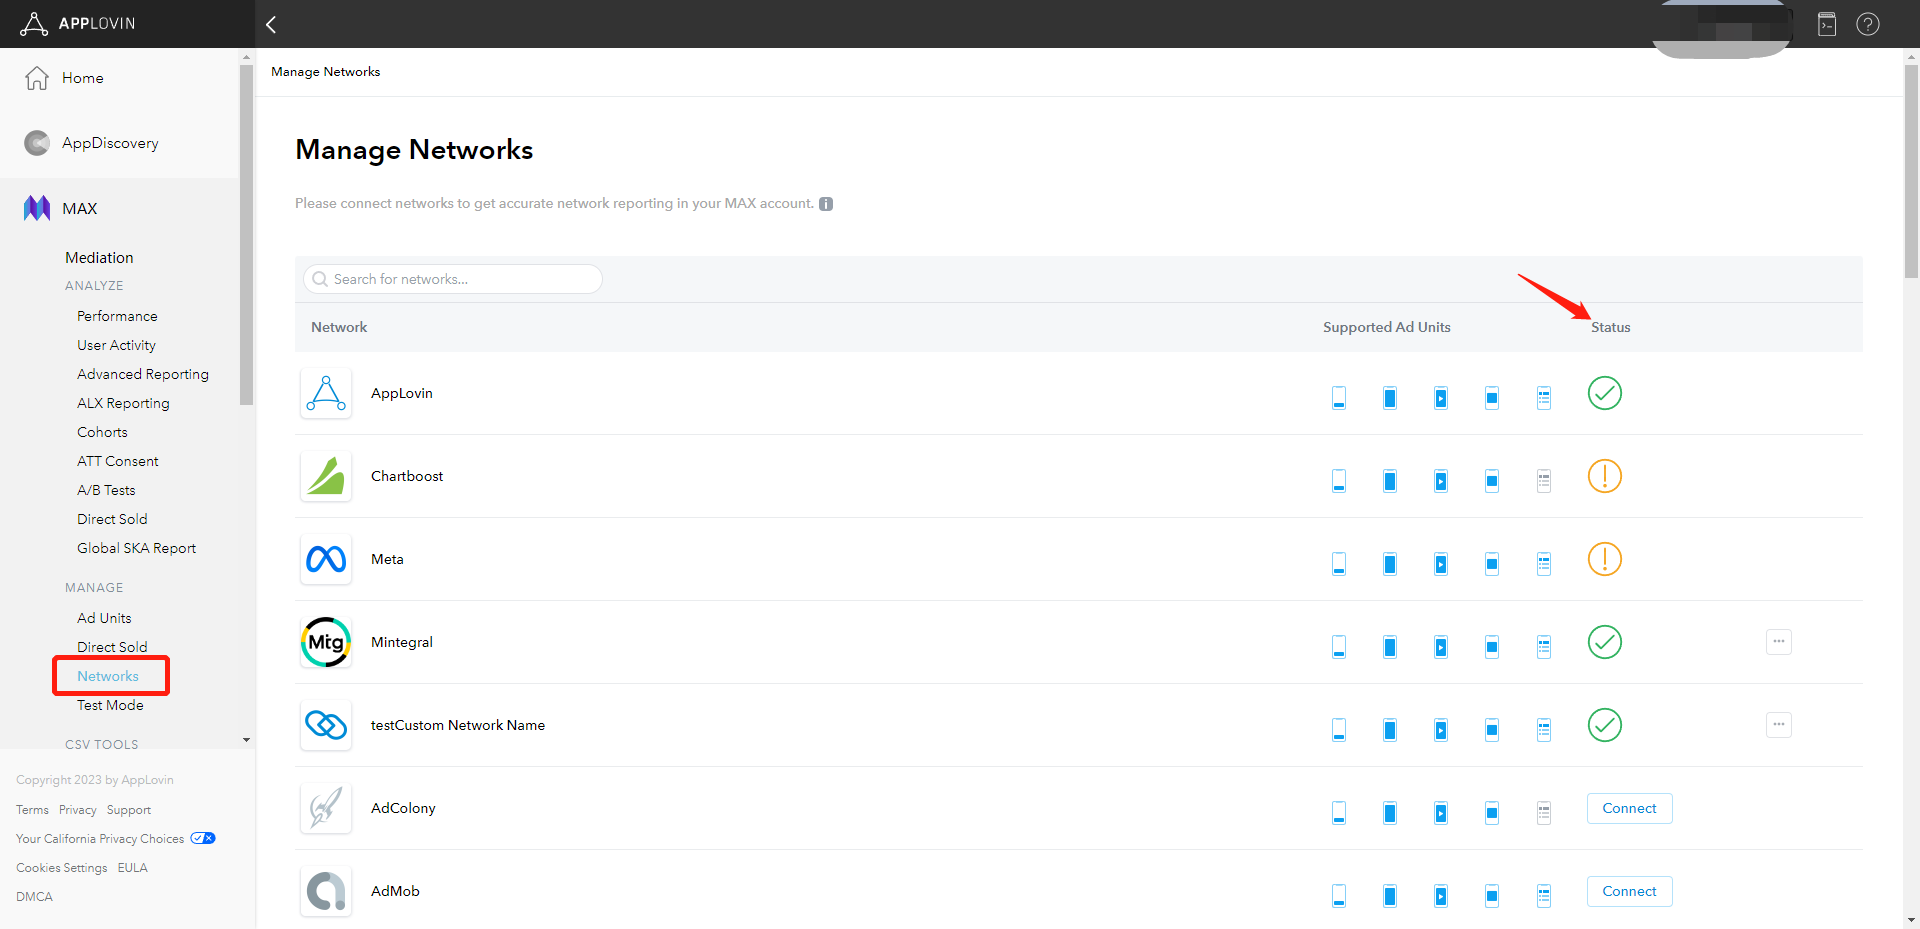 APPLOVIN
Home
AppDiscovery
MAX
Mediation
ANALYZE
Performance
User Activity
Advanced Reporting
ALX Reporting
Cohorts
ATT Consent
A/B Tests
Direct Sold
Global SKA Report
MANAGE
Ad Units
Direct Sold
Networks
Test Mode
CSV TOOLS
Copyright 2023 by AppLovin
Terms Privacy Support
Your California Privacy Choices
Cookies Settings EULA
DMCA
Manage Networks
Manage Networks
Please connect networks to get accurate network reporting in your MAX account.
Search for networks...
Network Supported Ad Units Status
AppLovin
Chartboost
Meta
Mtg Mintegral
testCustom Network Name
AdColony Connect
AdMob Connect